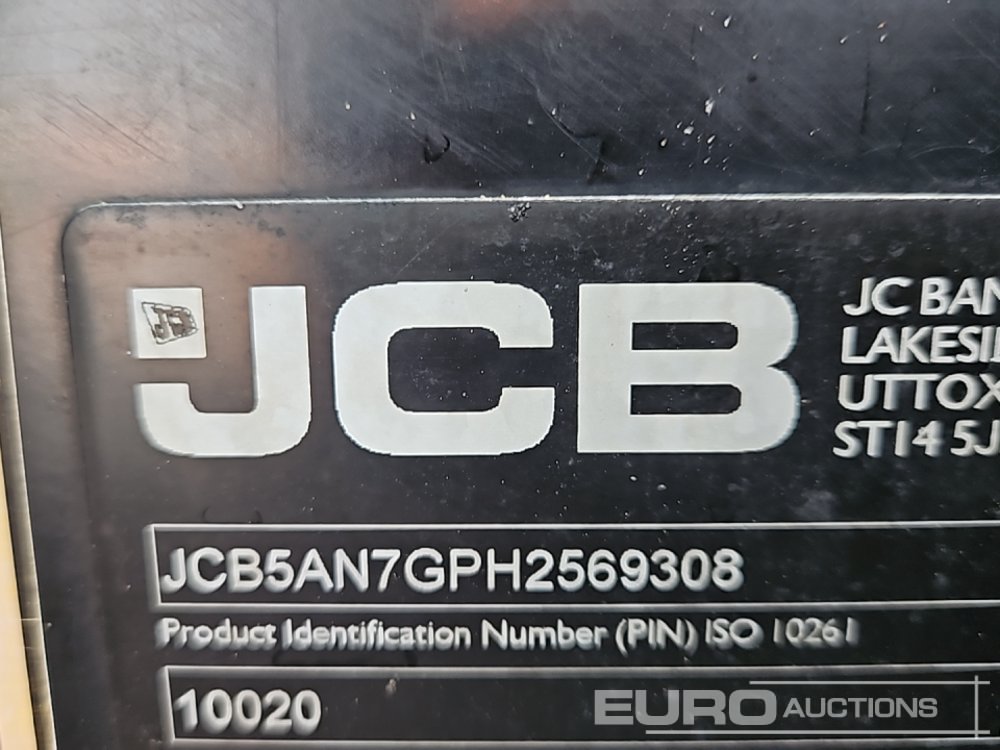 JCB
JC BAN
LAKESI
UTTOX
ST14 5J
JCB5AN7GPH2569308
Product Identification Number (PIN) ISO 10261
10020
EURO AUCTIONS